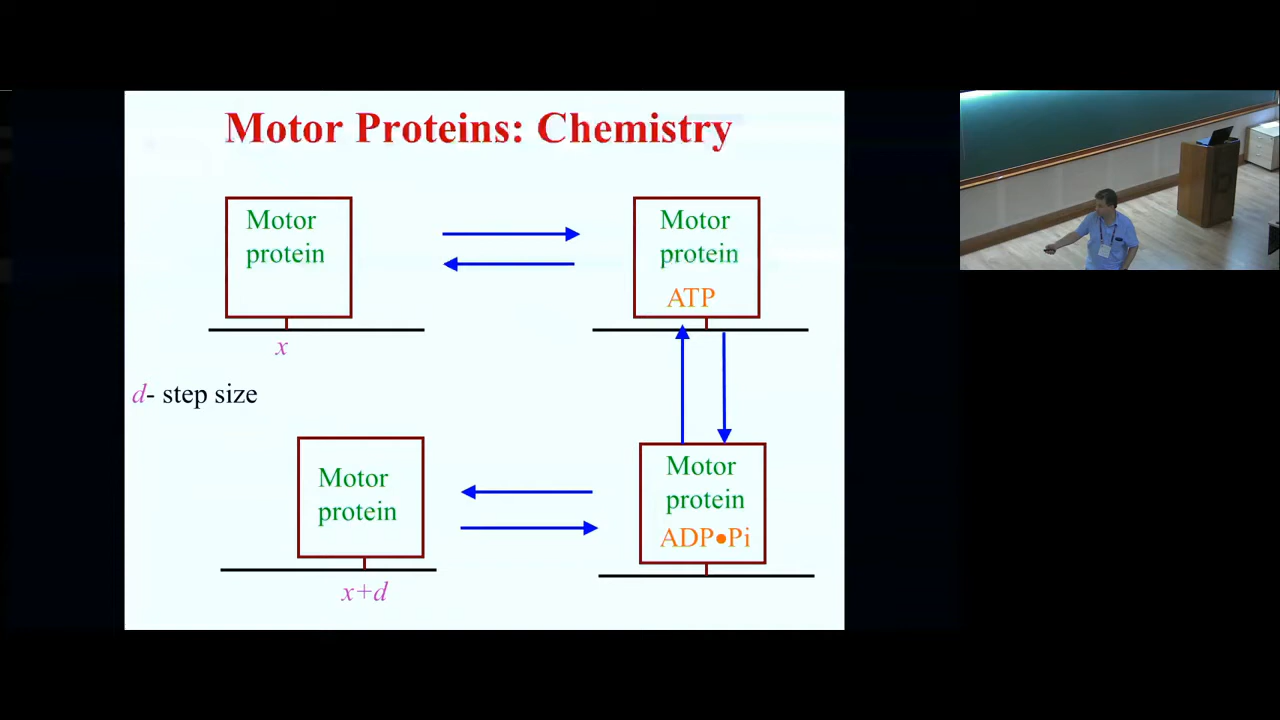 Motor Proteins: Chemistry
Motor
protein
Motor
protein
ATP
x
d- step size
Motor
protein
Motor
protein
ADP•Pi
x+d